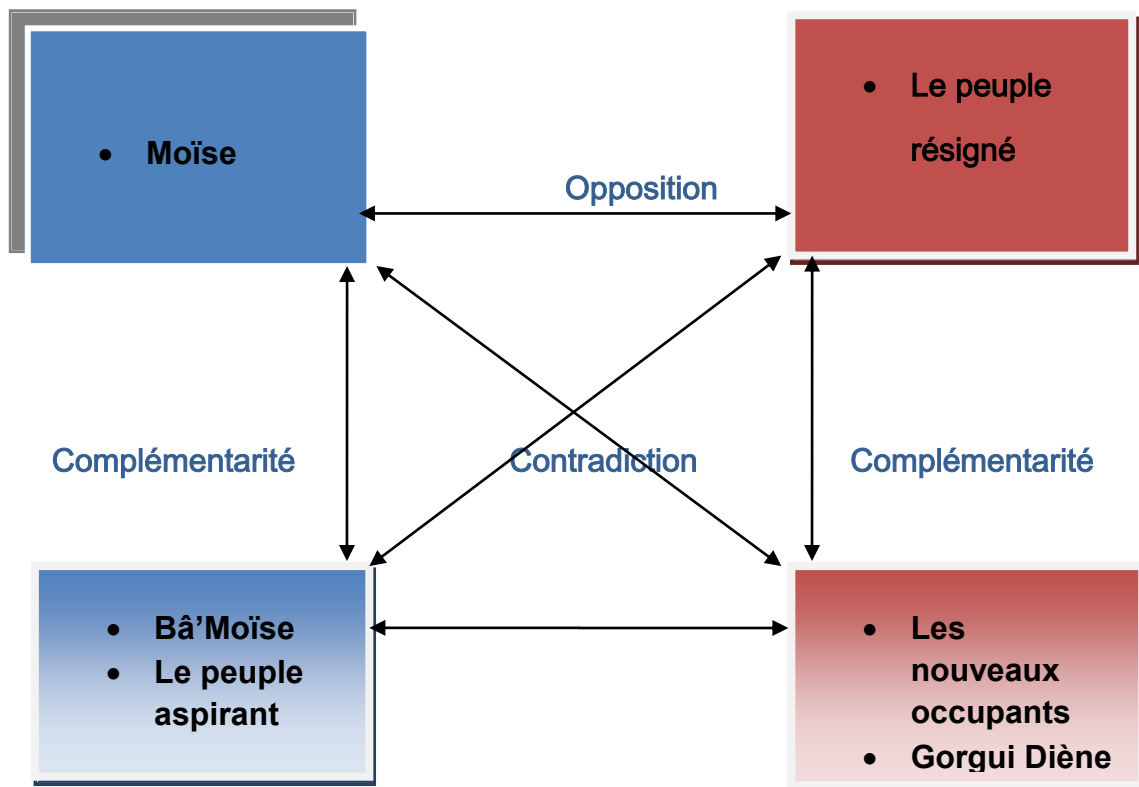 • Moïse
• Le peuple
résigné
Opposition
Complémentarité
Contradiction
Complémentarité
• Bâ’Moïse
• Le peuple
aspirant
• Les
nouveaux
occupants
• Gorgui Diène